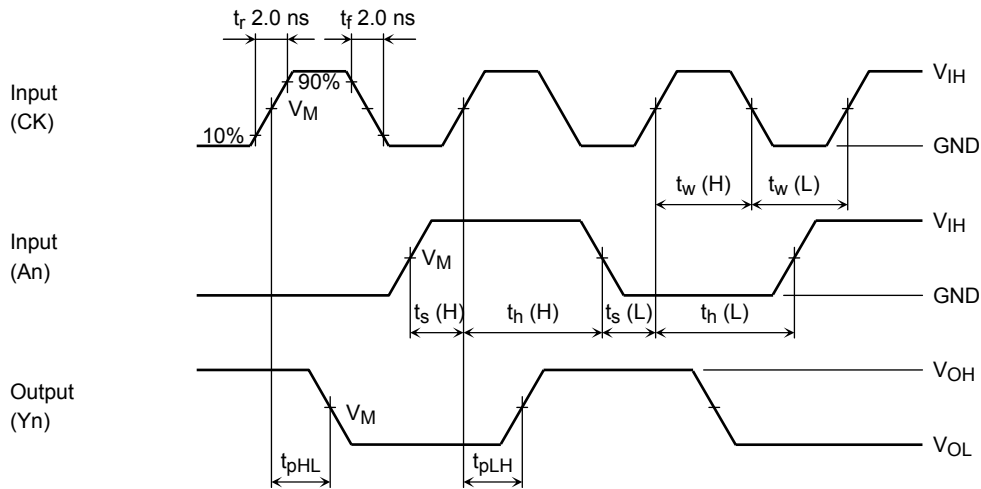 tr 2.0 ns
tf 2.0 ns
Input
(CK)
90%
VM
10%
VIH
GND
tw (H)
tw (L)
Input
(An)
VM
VIH
GND
ts (H)
th (H)
ts (L)
th (L)
Output
(Yn)
VM
VOH
VOL
tpHL
tpLH